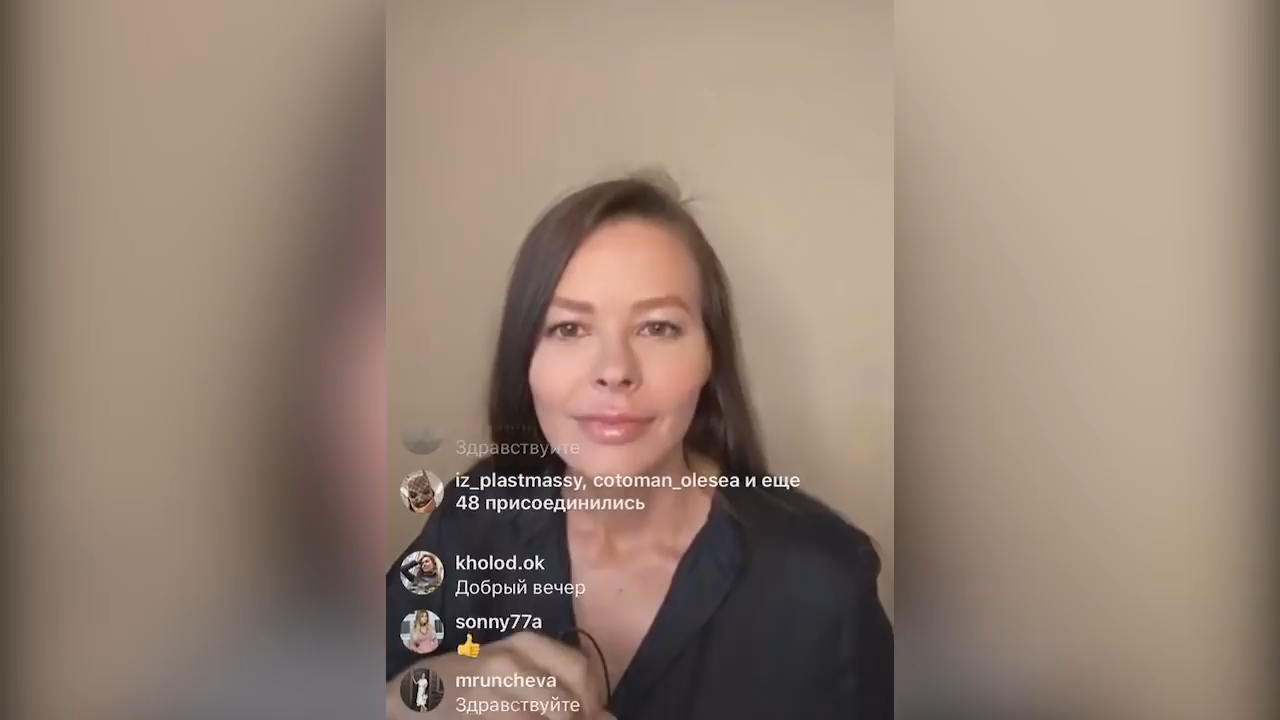 Здравствуйте
iz_plastmassy, cotoman_olesea и еще
48 присоединились
kholod.ok
Добрый вечер
sonny77a
👍
mruncheva
Здравствуйте